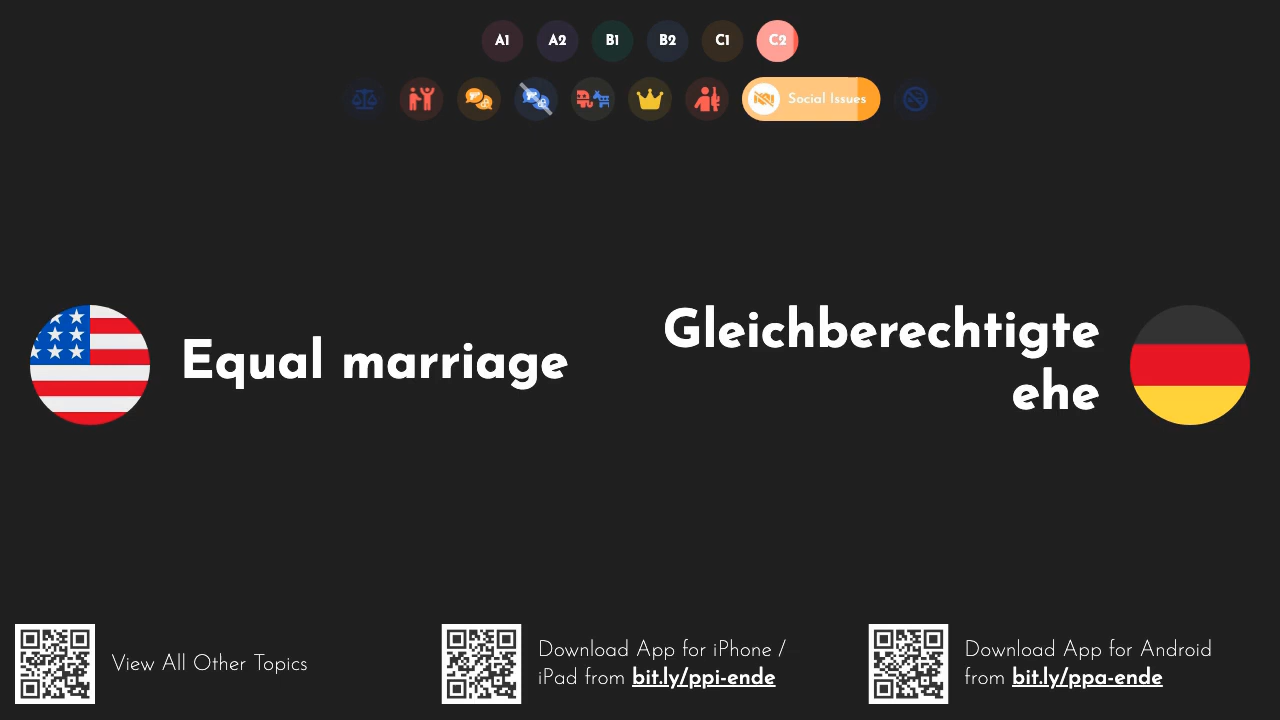 A1 A2 B1 B2 C1 C2
Social Issues
Equal marriage
Gleichberechtigte
ehe
View All Other Topics
Download App for iPhone /
iPad from bit.ly/ppi-ende
Download App for Android
from bit.ly/ppa-ende